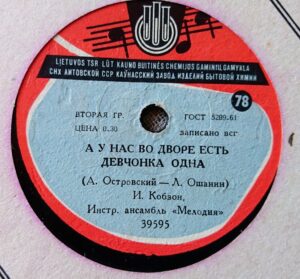 LIETUVOS TSR LŪT KAUNO BUITINĖS CHEMIJOS GAMINIŲ GAMYKLA
СНХ ЛИТОВСКОЙ ССР КАУНАССКИЙ ЗАВОД ИЗДЕЛИЙ БЫТОВОЙ ХИМИИ
78
ВТОРАЯ ГР. ГОСТ 5289-61
ЦЕНА 0.30 записано всг
А У НАС ВО ДВОРЕ ЕСТЬ
ДЕВЧОНКА ОДНА
(А. Островский — Л. Ошанин)
И. Кобзон,
Инстр. ансамбль «Мелодия»
39595